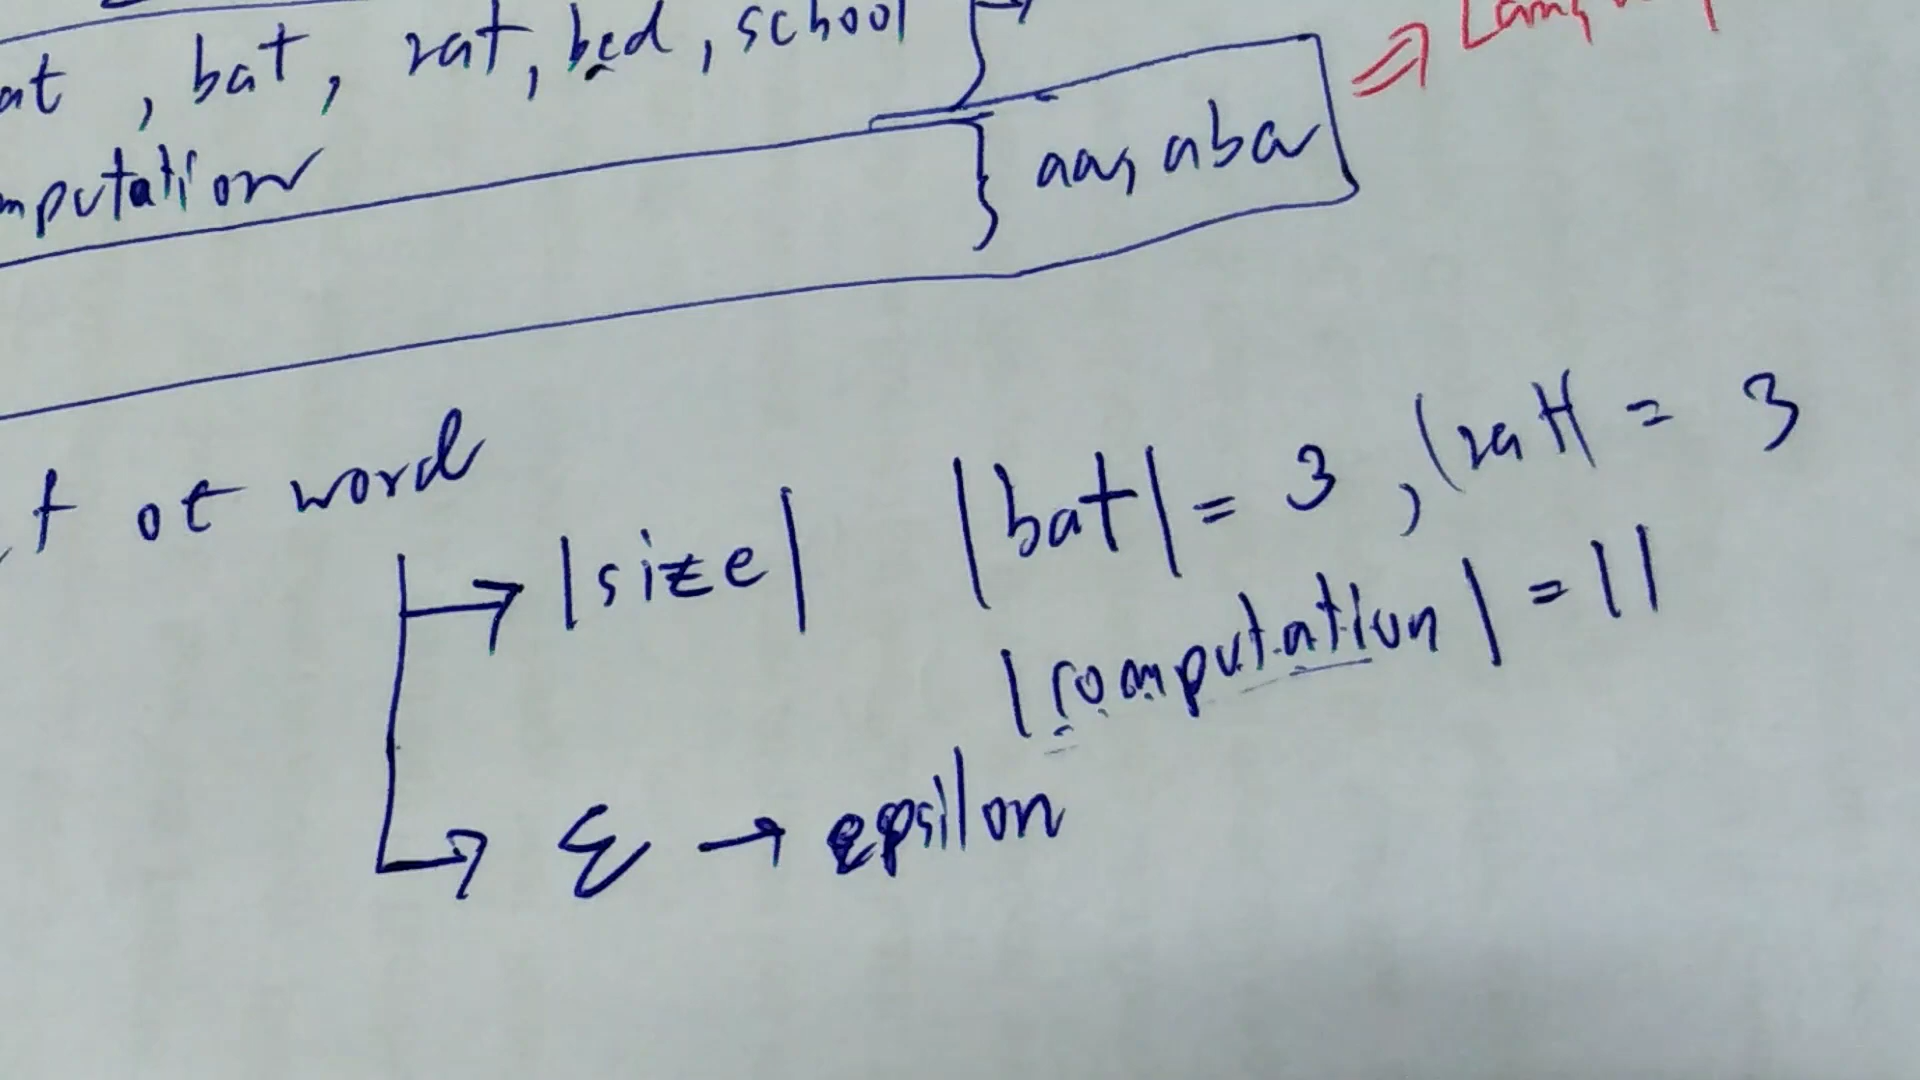 at, bat, rat, bed, school
mputation
aa, aba
t of word
|size| |bat| = 3, |rat| = 3
|computation| = 11
ε → epsilon